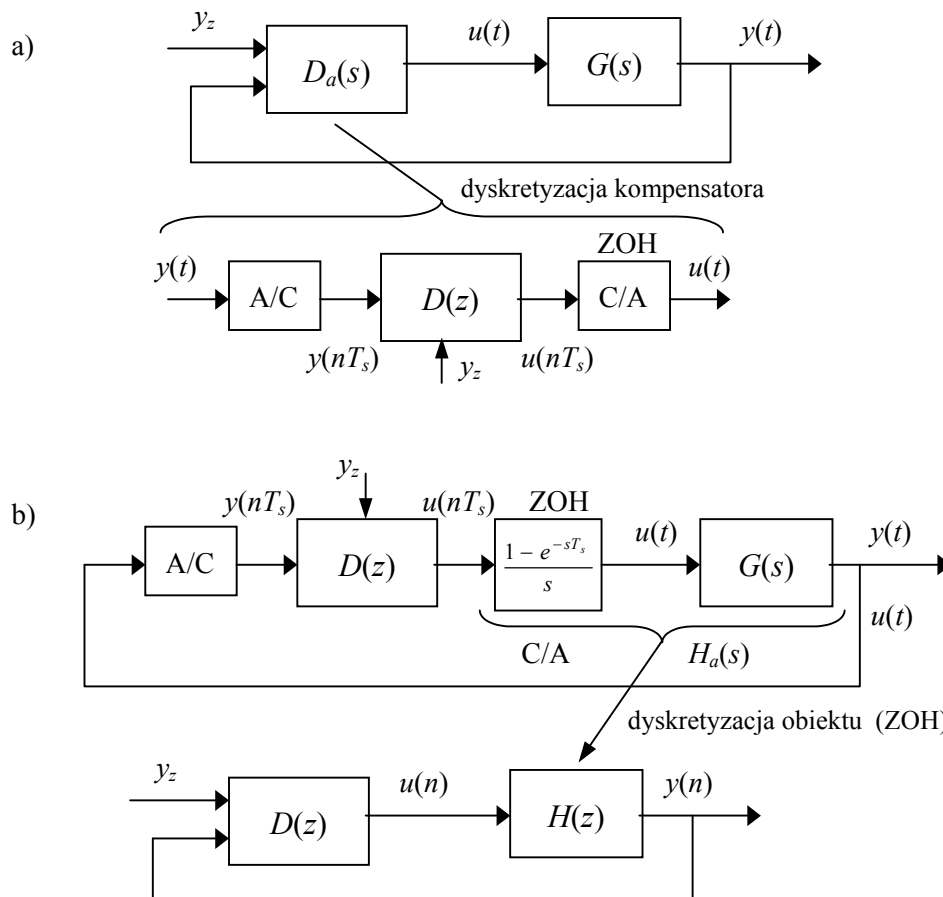 a)
y_z
u(t)
y(t)
D_a(s)
G(s)
dyskretyzacja kompensatora
ZOH
y(t)
A/C
D(z)
C/A
u(t)
y(nT_s)
y_z
u(nT_s)
b)
y_z
y(nT_s)
u(nT_s)
ZOH
u(t)
y(t)
A/C
D(z)
1 − e^{−sT_s}
s
G(s)
u(t)
C/A
H_a(s)
dyskretyzacja obiektu (ZOH)
y_z
u(n)
y(n)
D(z)
H(z)